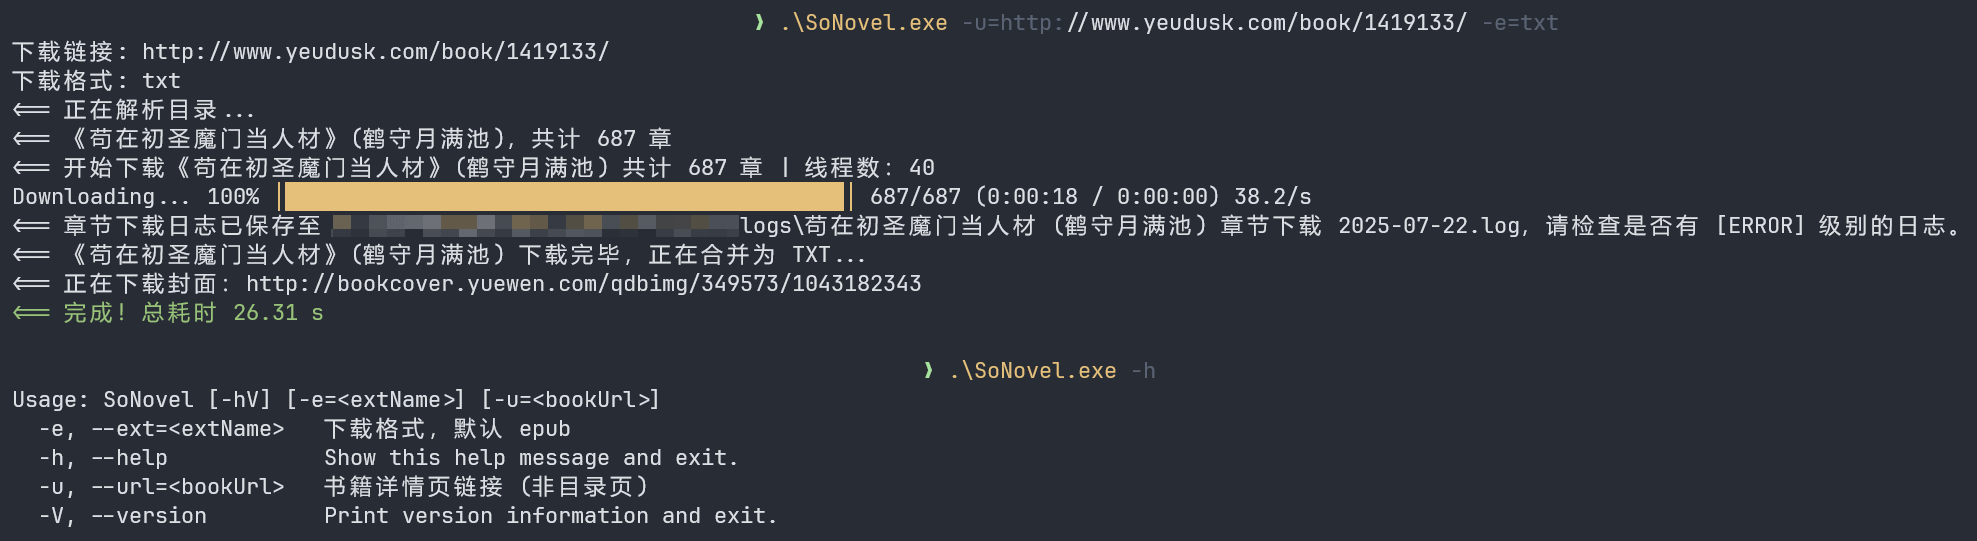 ❯ .\SoNovel.exe -u=http://www.yeudusk.com/book/1419133/ -e=txt
下载链接: http://www.yeudusk.com/book/1419133/
下载格式: txt
<== 正在解析目录...
<== 《苟在初圣魔门当人材》(鹤守月满池), 共计 687 章
<== 开始下载《苟在初圣魔门当人材》(鹤守月满池) 共计 687 章 | 线程数: 40
Downloading... 100% | | 687/687 (0:00:18 / 0:00:00) 38.2/s
<== 章节下载日志已保存至 logs\苟在初圣魔门当人材 (鹤守月满池) 章节下载 2025-07-22.log, 请检查是否有 [ERROR] 级别的日志。
<== 《苟在初圣魔门当人材》(鹤守月满池) 下载完毕, 正在合并为 TXT...
<== 正在下载封面: http://bookcover.yuewen.com/qdbimg/349573/1043182343
<== 完成! 总耗时 26.31 s
❯ .\SoNovel.exe -h
Usage: SoNovel [-hV] [-e=<extName>] [-u=<bookUrl>]
-e, --ext=<extName> 下载格式, 默认 epub
-h, --help Show this help message and exit.
-u, --url=<bookUrl> 书籍详情页链接 (非目录页)
-V, --version Print version information and exit.